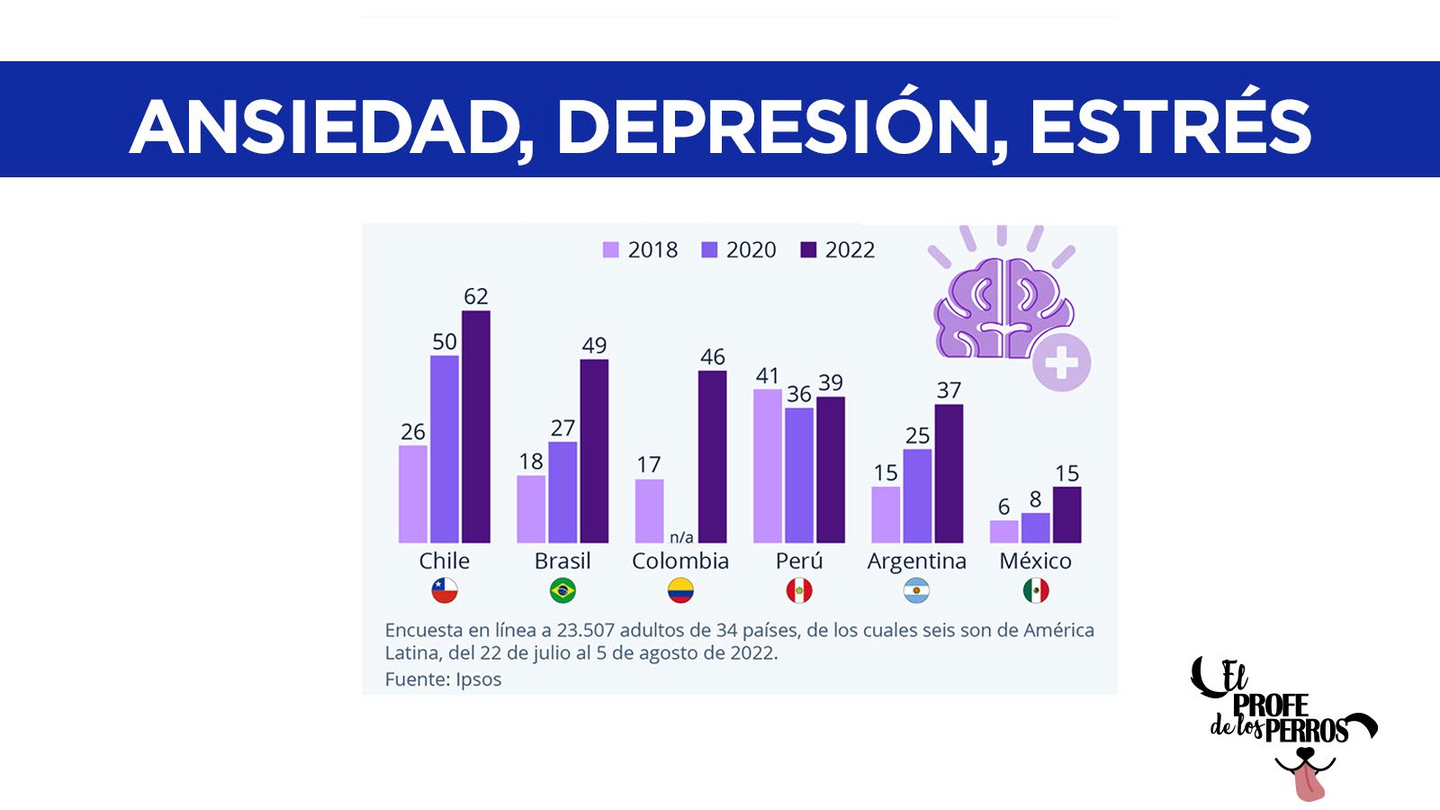 ANSIEDAD, DEPRESIÓN, ESTRÉS
2018 2020 2022
26 50 62
18 27 49
17 n/a 46
41 36 39
15 25 37
6 8 15
Chile Brasil Colombia Perú Argentina México
Encuesta en línea a 23.507 adultos de 34 países, de los cuales seis son de América
Latina, del 22 de julio al 5 de agosto de 2022.
Fuente: Ipsos
El
PROFE
de los PERROS